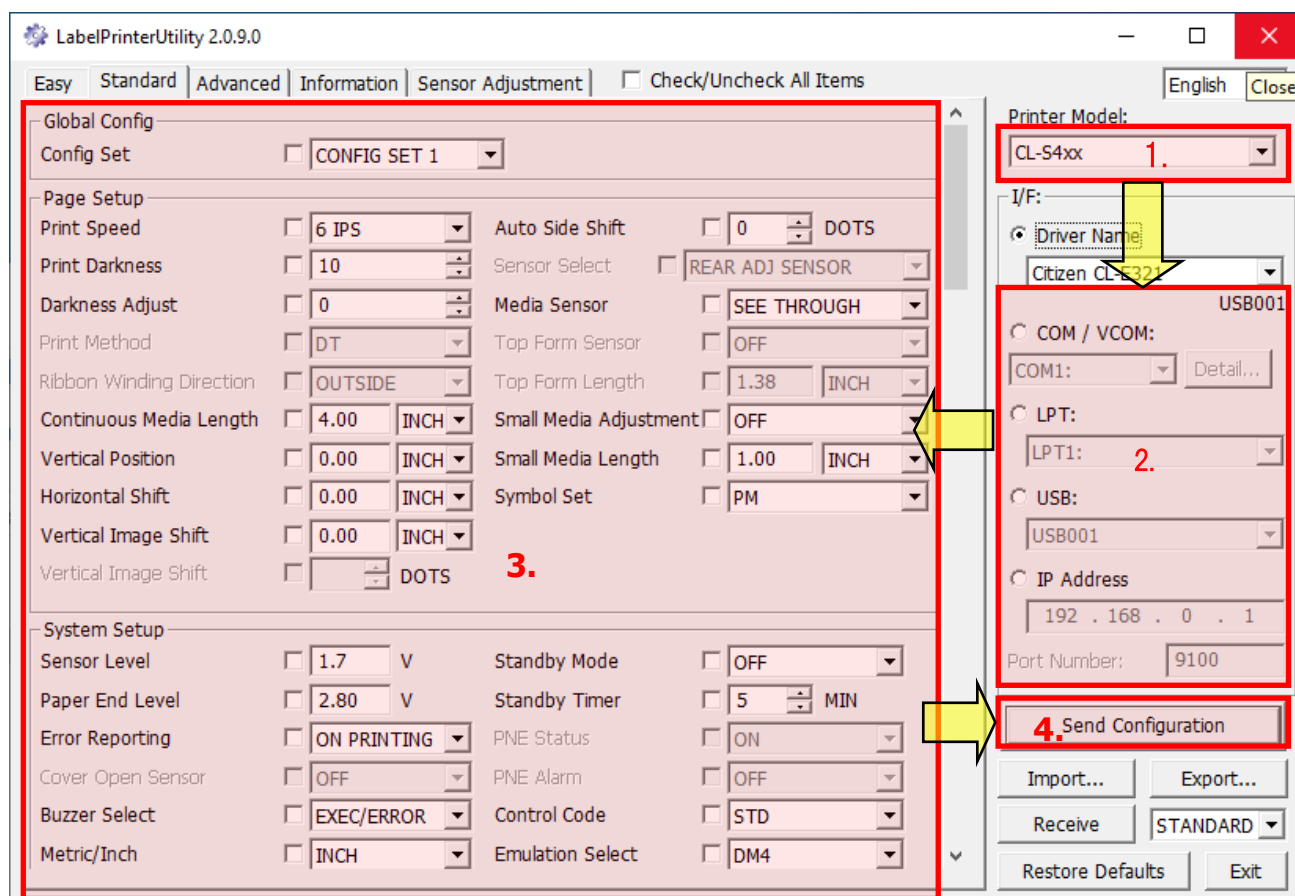 LabelPrinterUtility 2.0.9.0
Easy Standard Advanced Information Sensor Adjustment Check/Uncheck All Items English Close
Global Config
Config Set CONFIG SET 1
Page Setup
Print Speed 6 IPS Auto Side Shift 0 DOTS
Print Darkness 10 Sensor Select REAR ADJ SENSOR
Darkness Adjust 0 Media Sensor SEE THROUGH
Print Method DT Top Form Sensor OFF
Ribbon Winding Direction OUTSIDE Top Form Length 1.38 INCH
Continuous Media Length 4.00 INCH Small Media Adjustment OFF
Vertical Position 0.00 INCH Small Media Length 1.00 INCH
Horizontal Shift 0.00 INCH Symbol Set PM
Vertical Image Shift 0.00 INCH
Vertical Image Shift DOTS
3.
System Setup
Sensor Level 1.7 V Standby Mode OFF
Paper End Level 2.80 V Standby Timer 5 MIN
Error Reporting ON PRINTING PNE Status ON
Cover Open Sensor OFF PNE Alarm OFF
Buzzer Select EXEC/ERROR Control Code STD
Metric/Inch INCH Emulation Select DM4
Printer Model:
CL-S4xx 1.
I/F:
Driver Name
Citizen CL-E321
USB001
COM / VCOM:
COM1: Detail...
LPT:
LPT1: 2.
USB:
USB001
IP Address
192 . 168 . 0 . 1
Port Number: 9100
4. Send Configuration
Import... Export...
Receive STANDARD
Restore Defaults Exit